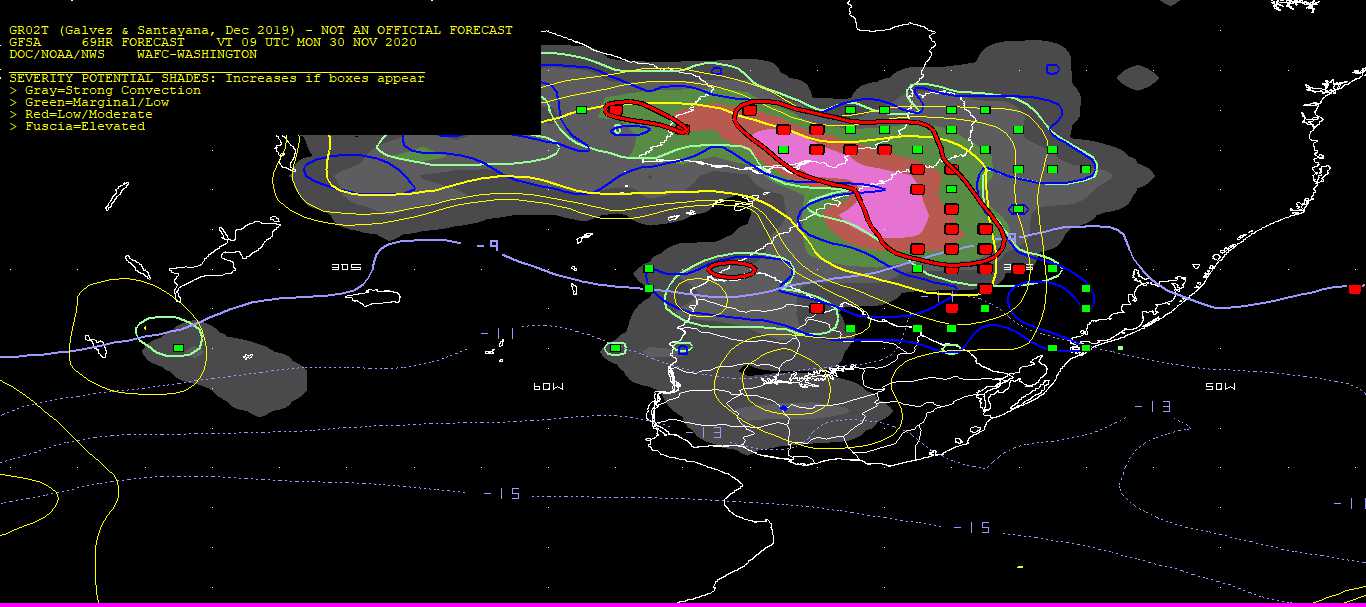 GR02T (Galvez & Santayana, Dec 2019) - NOT AN OFFICIAL FORECAST
GFSA 69HR FORECAST VT 09 UTC MON 30 NOV 2020
DOC/NOAA/NWS WAFC-WASHINGTON
SEVERITY POTENTIAL SHADES: Increases if boxes appear
> Gray=Strong Convection
> Green=Marginal/Low
> Red=Low/Moderate
> Fuscia=Elevated
-9
30S
-11
60W
50W
-13
-13
-15
-15